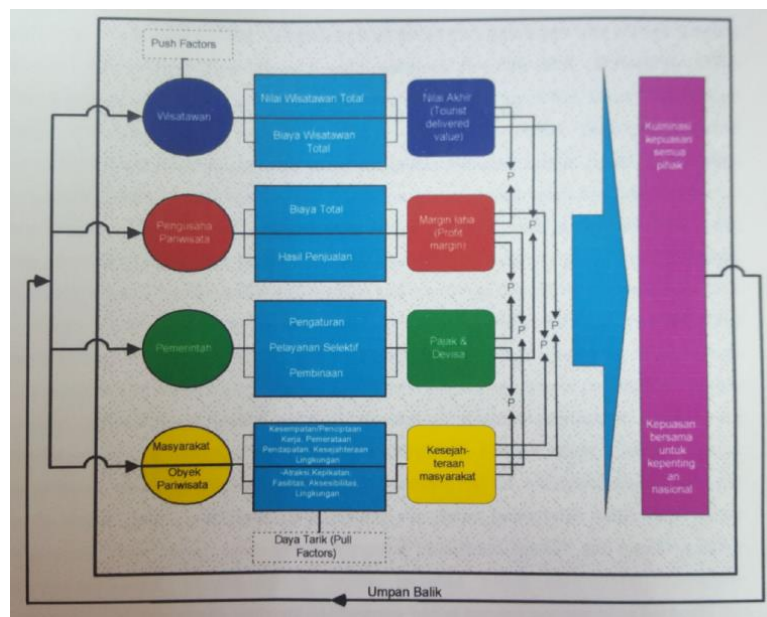 Push Factors
Wisatawan
Nilai Wisatawan Total
Biaya Wisatawan
Total
Nilai Akhir
(Tourist
delivered
value)
P
Pengusaha
Pariwisata
Biaya Total
Hasil Penjualan
Margin laba
(Profit
margin)
P
P
Pemerintah
Pengaturan
Pelayanan Selektif
Pembinaan
Pajak &
Devisa
P
P
P
Masyarakat
Obyek
Pariwisata
Kesempatan/Penciptaan
Kerja, Pemerataan
Pendapatan, Kesejahteraan
Lingkungan
-Atraksi Kepikatan,
Fasilitas, Aksesibilitas,
Lingkungan
Kesejah-
teraan
masyarakat
Daya Tarik (Pull
Factors)
Kulminasi
kepuasan
semua
pihak
Kepuasan
bersama
untuk
kepenting
an
nasional
Umpan Balik